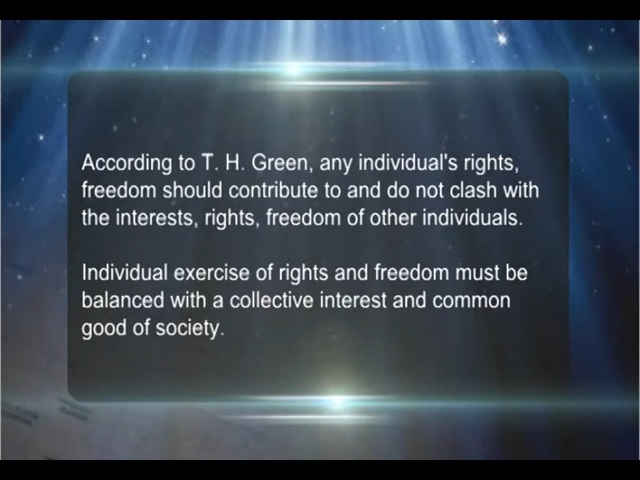 According to T. H. Green, any individual's rights,
freedom should contribute to and do not clash with
the interests, rights, freedom of other individuals.
Individual exercise of rights and freedom must be
balanced with a collective interest and common
good of society.